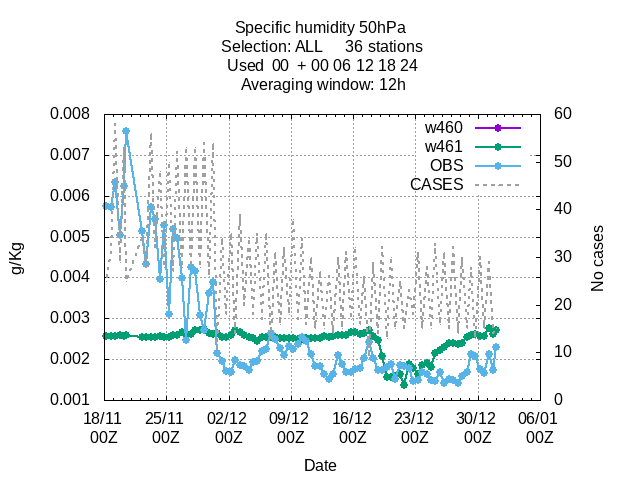 Specific humidity 50hPa
Selection: ALL 36 stations
Used 00 + 00 06 12 18 24
Averaging window: 12h
0.008
0.007
0.006
0.005
0.004
0.003
0.002
0.001
g/Kg
w460
w461
OBS
CASES
60
50
40
30
20
10
0
No cases
18/11 25/11 02/12 09/12 16/12 23/12 30/12 06/01
00Z 00Z 00Z 00Z 00Z 00Z 00Z 00Z
Date